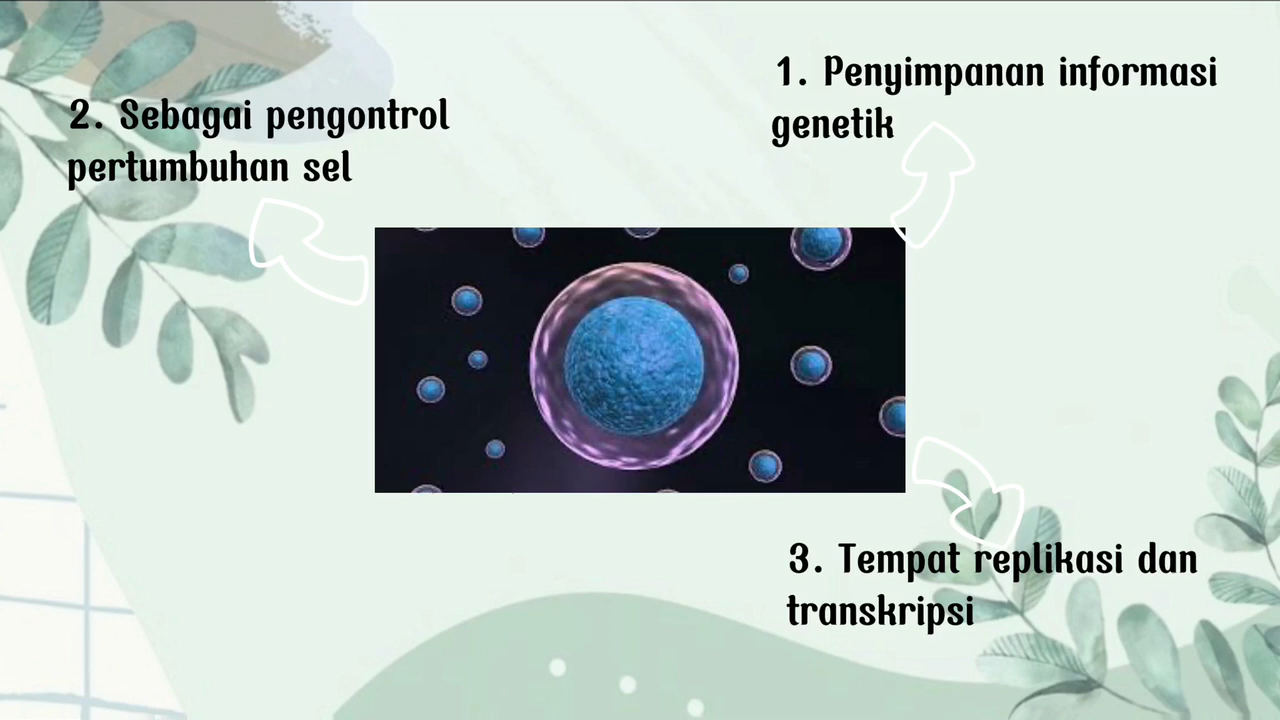 1. Penyimpanan informasi
genetik
2. Sebagai pengontrol
pertumbuhan sel
3. Tempat replikasi dan
transkripsi